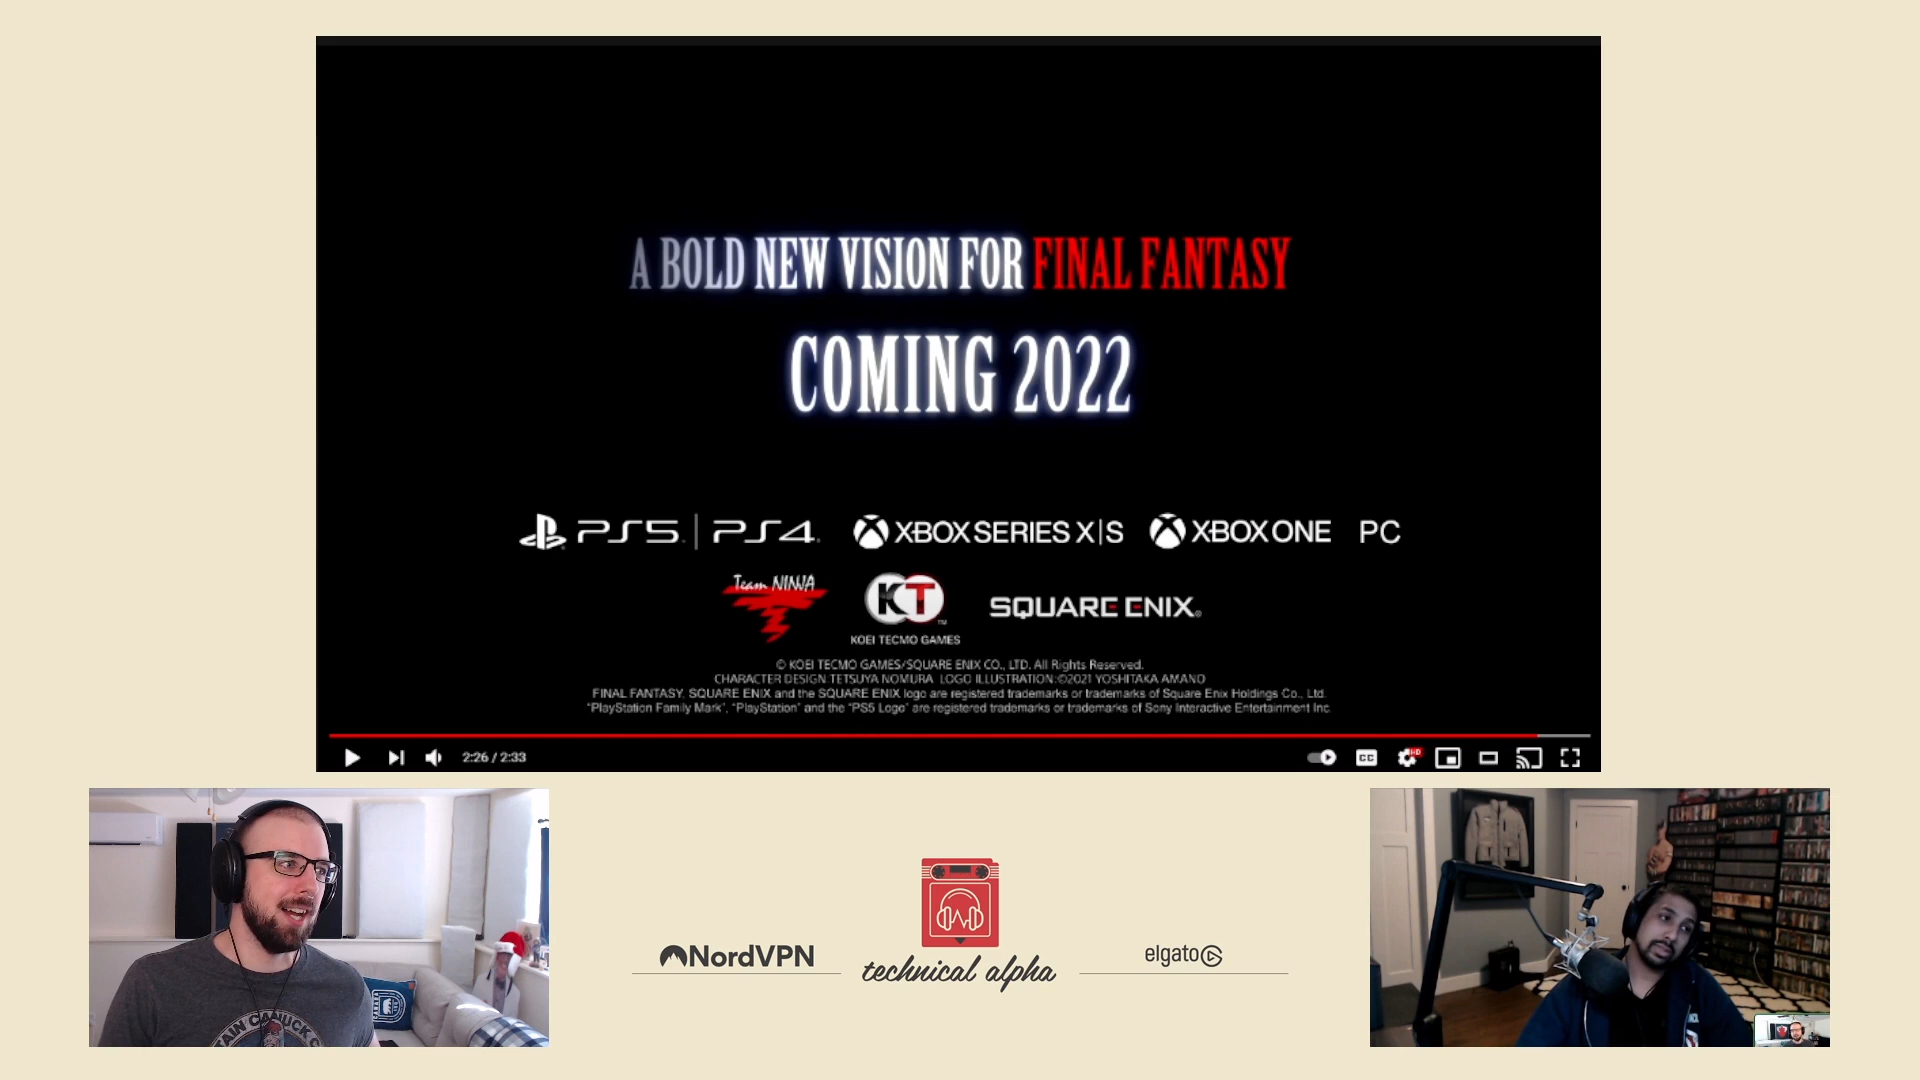 A BOLD NEW VISION FOR FINAL FANTASY
COMING 2022
PS5 | PS4 XBOX SERIES X|S XBOX ONE PC
Team NINJA
KT
KOEI TECMO GAMES
SQUARE ENIX
© KOEI TECMO GAMES/SQUARE ENIX CO., LTD. All Rights Reserved.
CHARACTER DESIGN:TETSUYA NOMURA LOGO ILLUSTRATION:©2021 YOSHITAKA AMANO
FINAL FANTASY, SQUARE ENIX and the SQUARE ENIX logo are registered trademarks or trademarks of Square Enix Holdings Co., Ltd.
"PlayStation Family Mark", "PlayStation" and the "PS5 Logo" are registered trademarks or trademarks of Sony Interactive Entertainment Inc.
2:26 / 2:33
CC
HD
NordVPN
technical alpha
elgato
AIN CANUCK